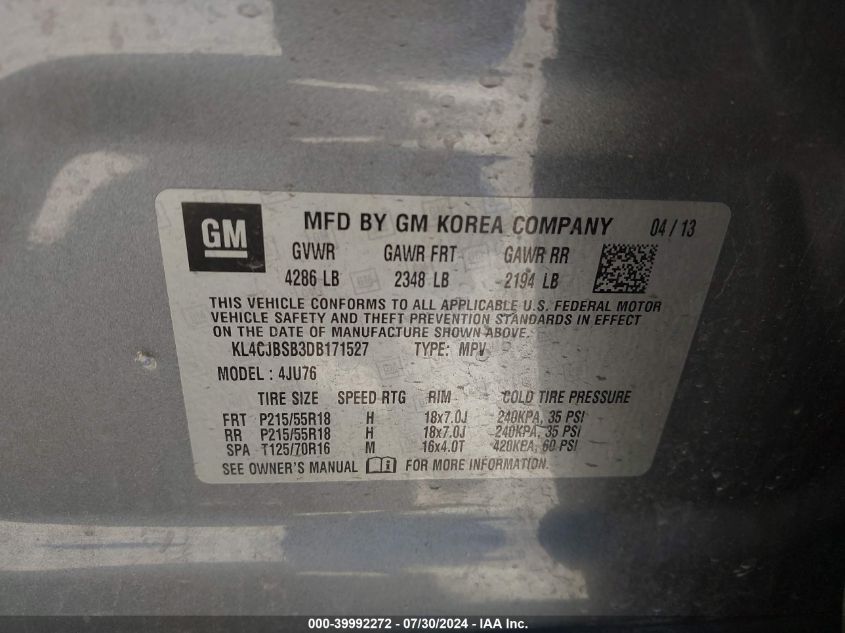 GM MFD BY GM KOREA COMPANY 04 / 13
GVWR GAWR FRT GAWR RR
4286 LB 2348 LB 2194 LB
THIS VEHICLE CONFORMS TO ALL APPLICABLE U.S. FEDERAL MOTOR
VEHICLE SAFETY AND THEFT PREVENTION STANDARDS IN EFFECT
ON THE DATE OF MANUFACTURE SHOWN ABOVE.
KL4CJBSB3DB171527 TYPE: MPV
MODEL : 4JU76
TIRE SIZE SPEED RTG RIM COLD TIRE PRESSURE
FRT P215/55R18 H 18x7.0J 240KPA, 35 PSI
RR P215/55R18 H 18x7.0J 240KPA, 35 PSI
SPA T125/70R16 M 16x4.0T 420KPA, 60 PSI
SEE OWNER'S MANUAL FOR MORE INFORMATION.
000-39992272 - 07/30/2024 - IAA Inc.